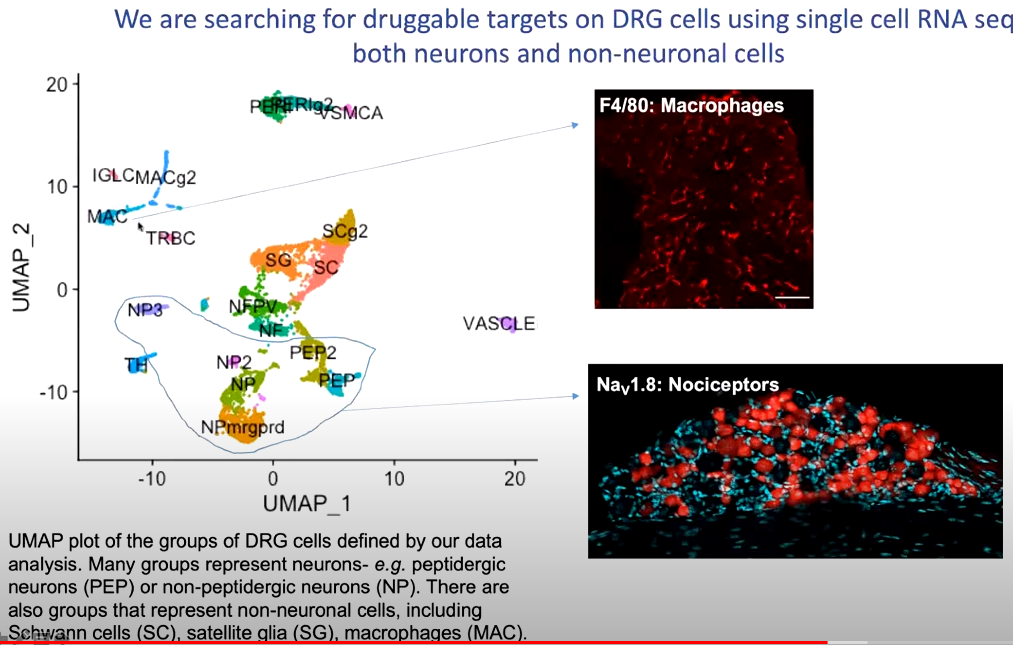 We are searching for druggable targets on DRG cells using single cell RNA seq
both neurons and non-neuronal cells
20
10
0
-10
UMAP_2
-10
0
10
20
UMAP_1
PERIg2
VSMCA
IGLC
MACg2
MAC
TRBC
SCg2
SG
SC
NFPV
NF
NP3
VASCLE
TH
NP2
PEP2
NP
PEP
NPmrgprd
F4/80: Macrophages
Nav1.8: Nociceptors
UMAP plot of the groups of DRG cells defined by our data
analysis. Many groups represent neurons- e.g. peptidergic
neurons (PEP) or non-peptidergic neurons (NP). There are
also groups that represent non-neuronal cells, including
Schwann cells (SC), satellite glia (SG), macrophages (MAC).